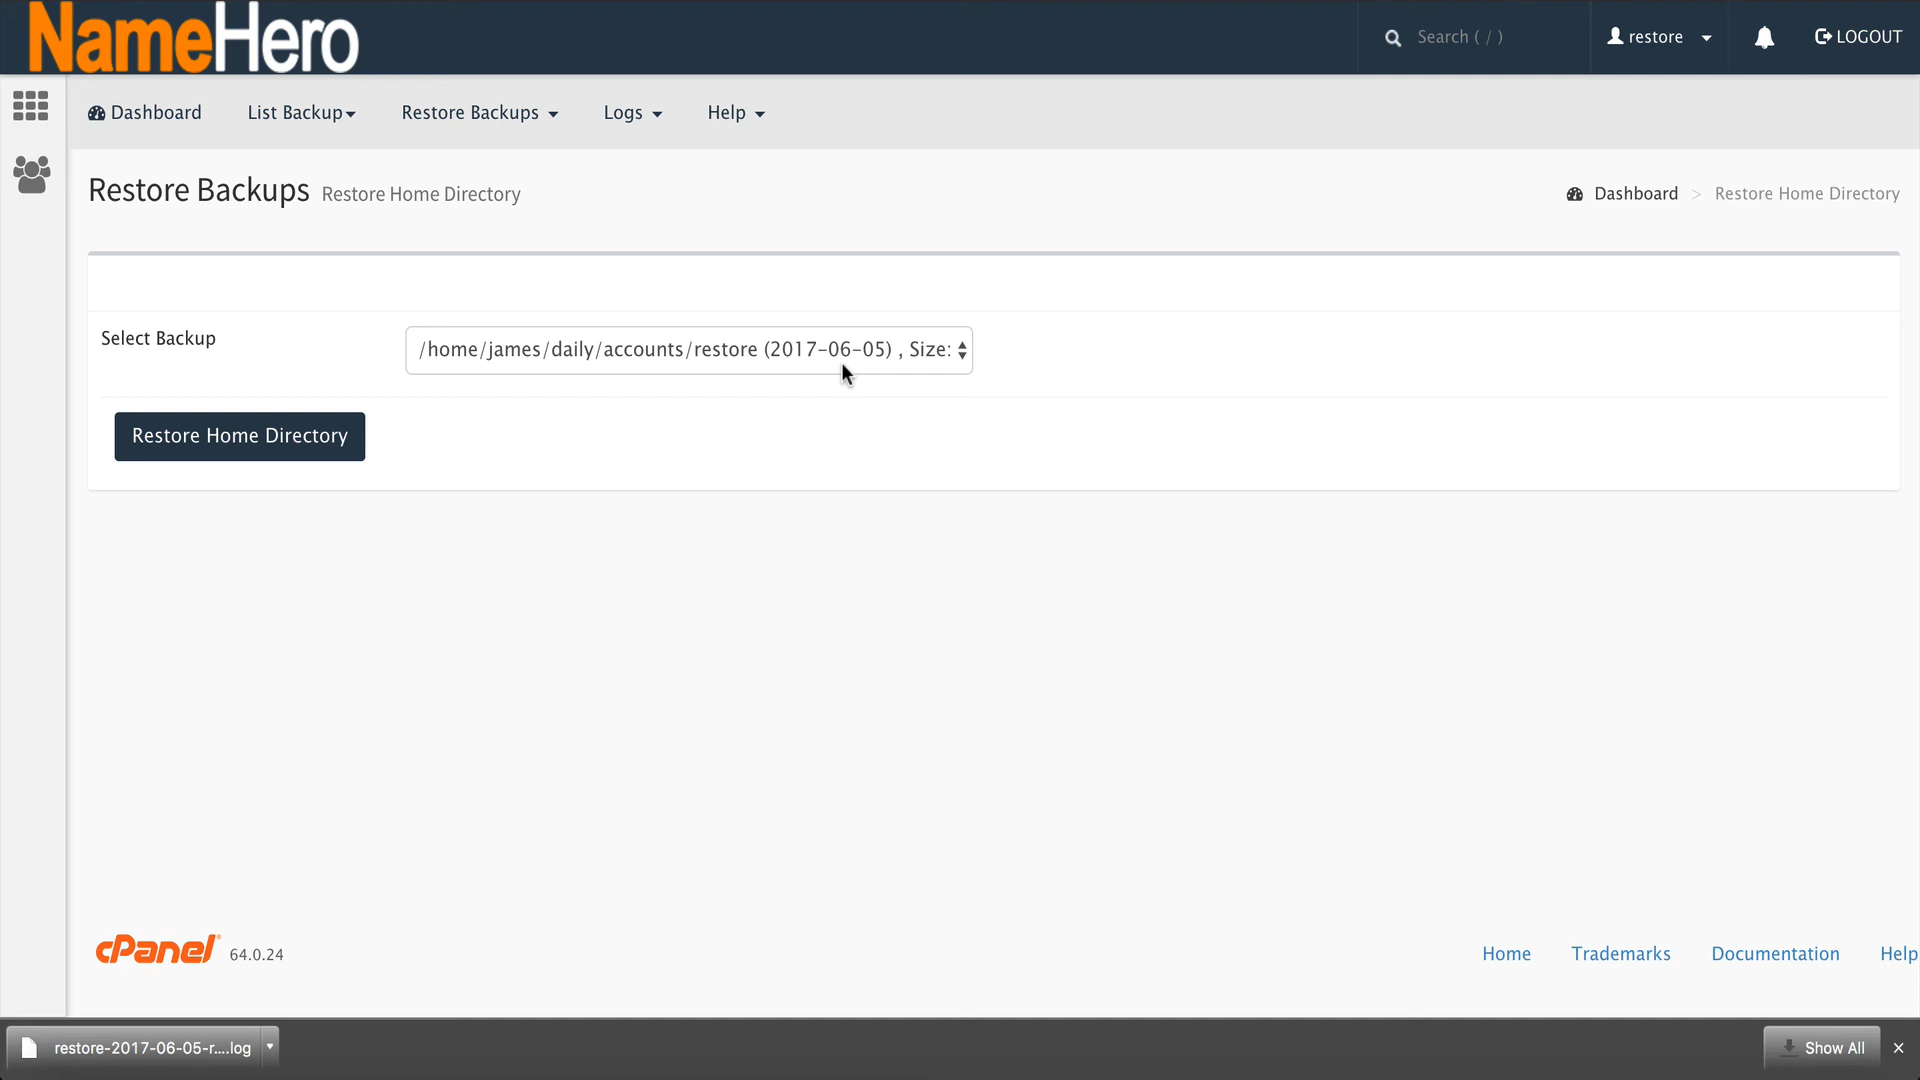 NameHero
Search ( / )
restore
LOGOUT
Dashboard
List Backup
Restore Backups
Logs
Help
Restore Backups Restore Home Directory
Dashboard > Restore Home Directory
Select Backup
/home/james/daily/accounts/restore (2017-06-05) , Size:
Restore Home Directory
cPanel 64.0.24
Home
Trademarks
Documentation
Help
restore-2017-06-05-r....log
Show All